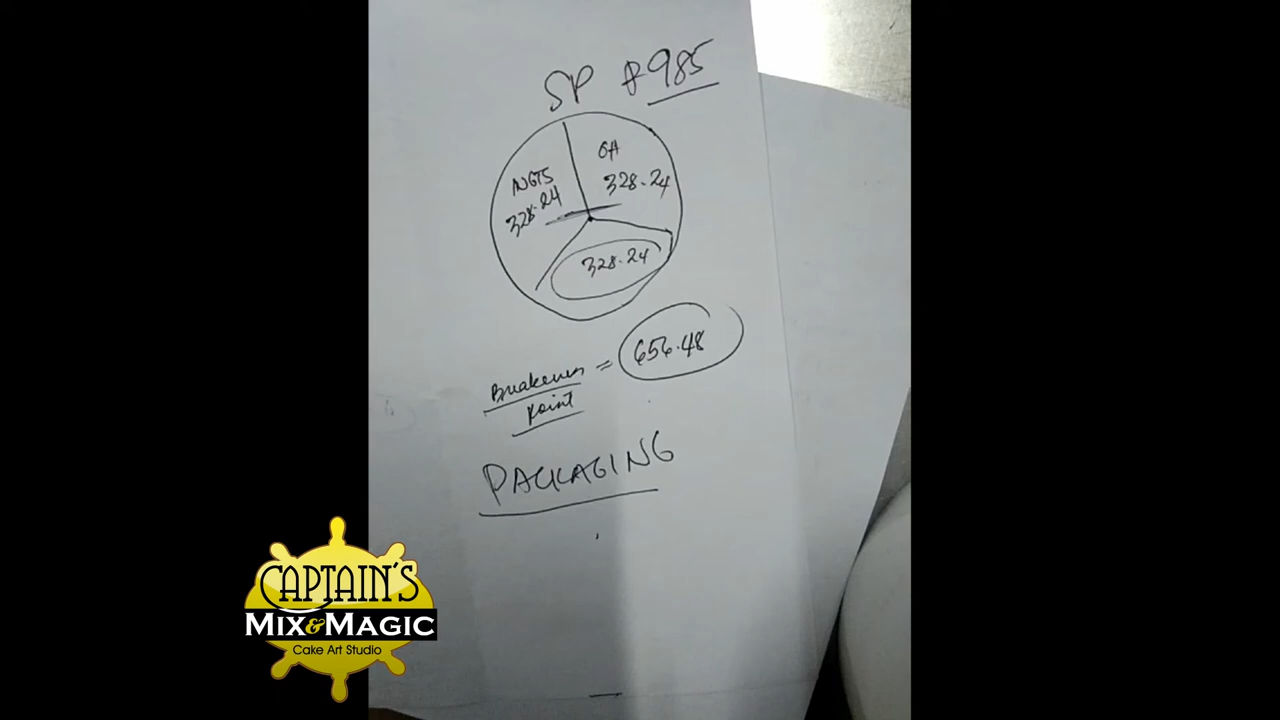 SP ₱985
NGTS
328.24
OH
328.24
328.24
Breakeven
point
= 656.48
PACKAGING
CAPTAIN'S
MIX & MAGIC
Cake Art Studio